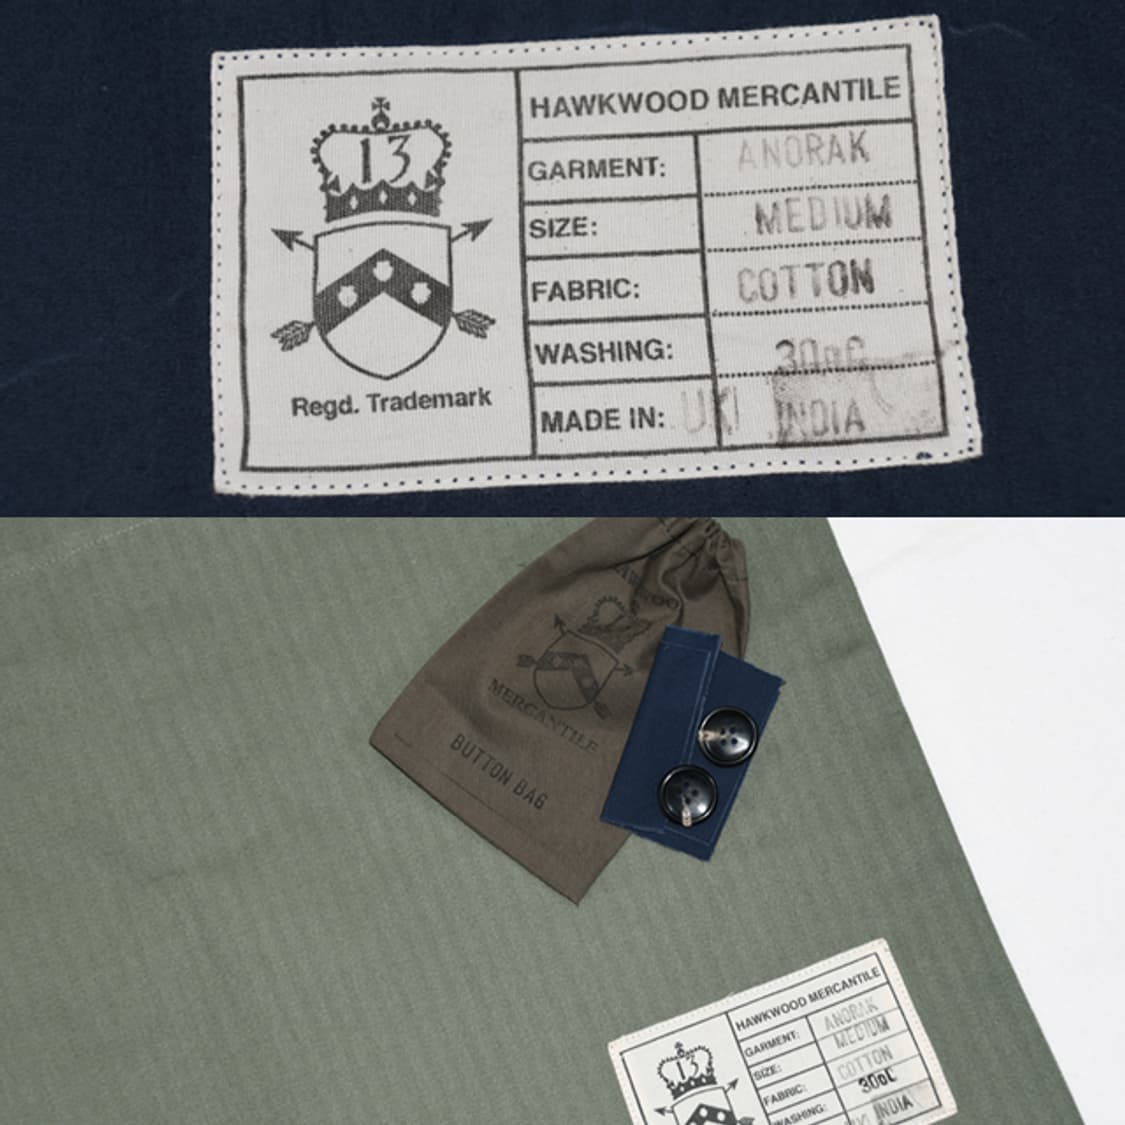 13
HAWKWOOD MERCANTILE
GARMENT: ANORAK
SIZE: MEDIUM
FABRIC: COTTON
WASHING: 30oC
MADE IN: UK/ INDIA
Regd. Trademark
MERCANTILE
BUTTON BAG
13
HAWKWOOD MERCANTILE
GARMENT: ANORAK
SIZE: MEDIUM
FABRIC: COTTON
WASHING: 30oC
INDIA